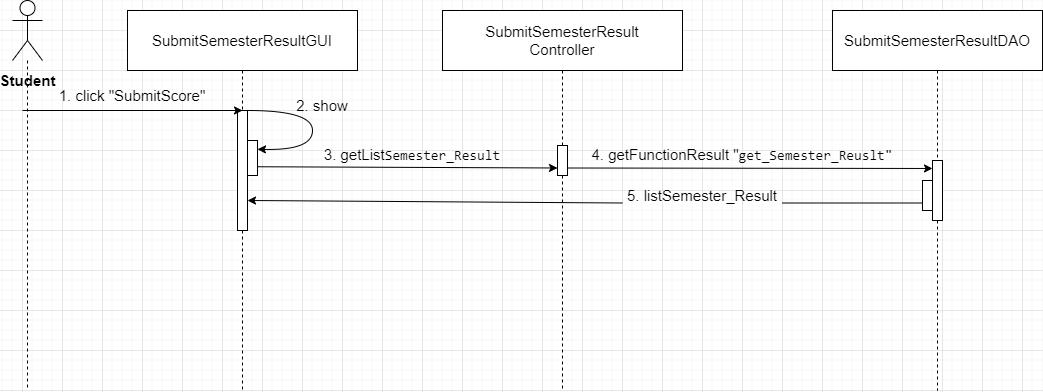 SubmitSemesterResultGUI
SubmitSemesterResult
Controller
SubmitSemesterResultDAO
Student
1. click "SubmitScore"
2. show
3. getListSemester_Result
4. getFunctionResult "get_Semester_Reuslt"
5. listSemester_Result